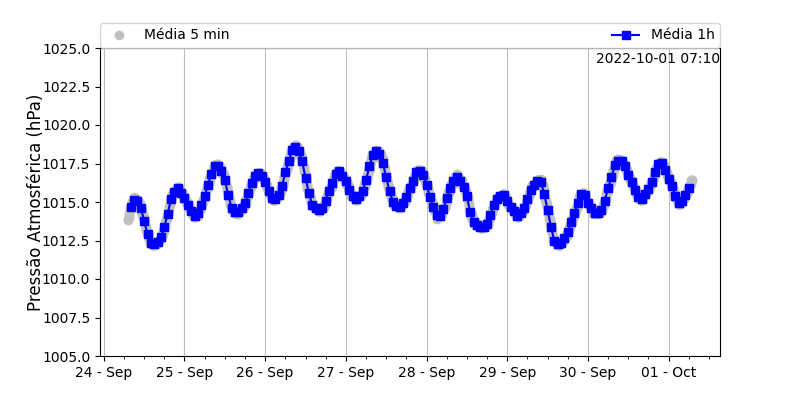 Média 5 min
Média 1h
2022-10-01 07:10
Pressão Atmosférica (hPa)
1025.0
1022.5
1020.0
1017.5
1015.0
1012.5
1010.0
1007.5
1005.0
24 - Sep
25 - Sep
26 - Sep
27 - Sep
28 - Sep
29 - Sep
30 - Sep
01 - Oct